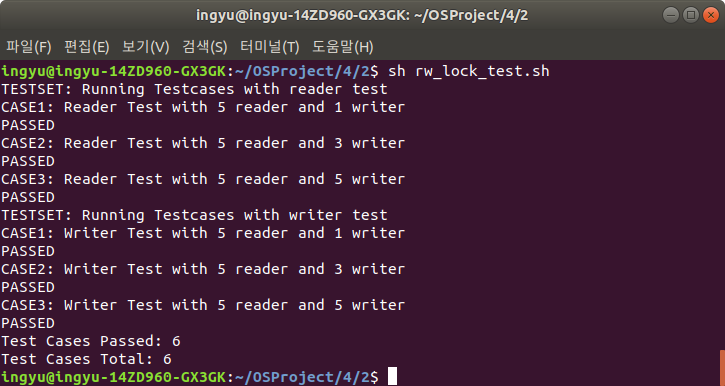 ingyu@ingyu-14ZD960-GX3GK: ~/OSProject/4/2
파일(F) 편집(E) 보기(V) 검색(S) 터미널(T) 도움말(H)
ingyu@ingyu-14ZD960-GX3GK:~/OSProject/4/2$ sh rw_lock_test.sh
TESTSET: Running Testcases with reader test
CASE1: Reader Test with 5 reader and 1 writer
PASSED
CASE2: Reader Test with 5 reader and 3 writer
PASSED
CASE3: Reader Test with 5 reader and 5 writer
PASSED
TESTSET: Running Testcases with writer test
CASE1: Writer Test with 5 reader and 1 writer
PASSED
CASE2: Writer Test with 5 reader and 3 writer
PASSED
CASE3: Writer Test with 5 reader and 5 writer
PASSED
Test Cases Passed: 6
Test Cases Total: 6
ingyu@ingyu-14ZD960-GX3GK:~/OSProject/4/2$